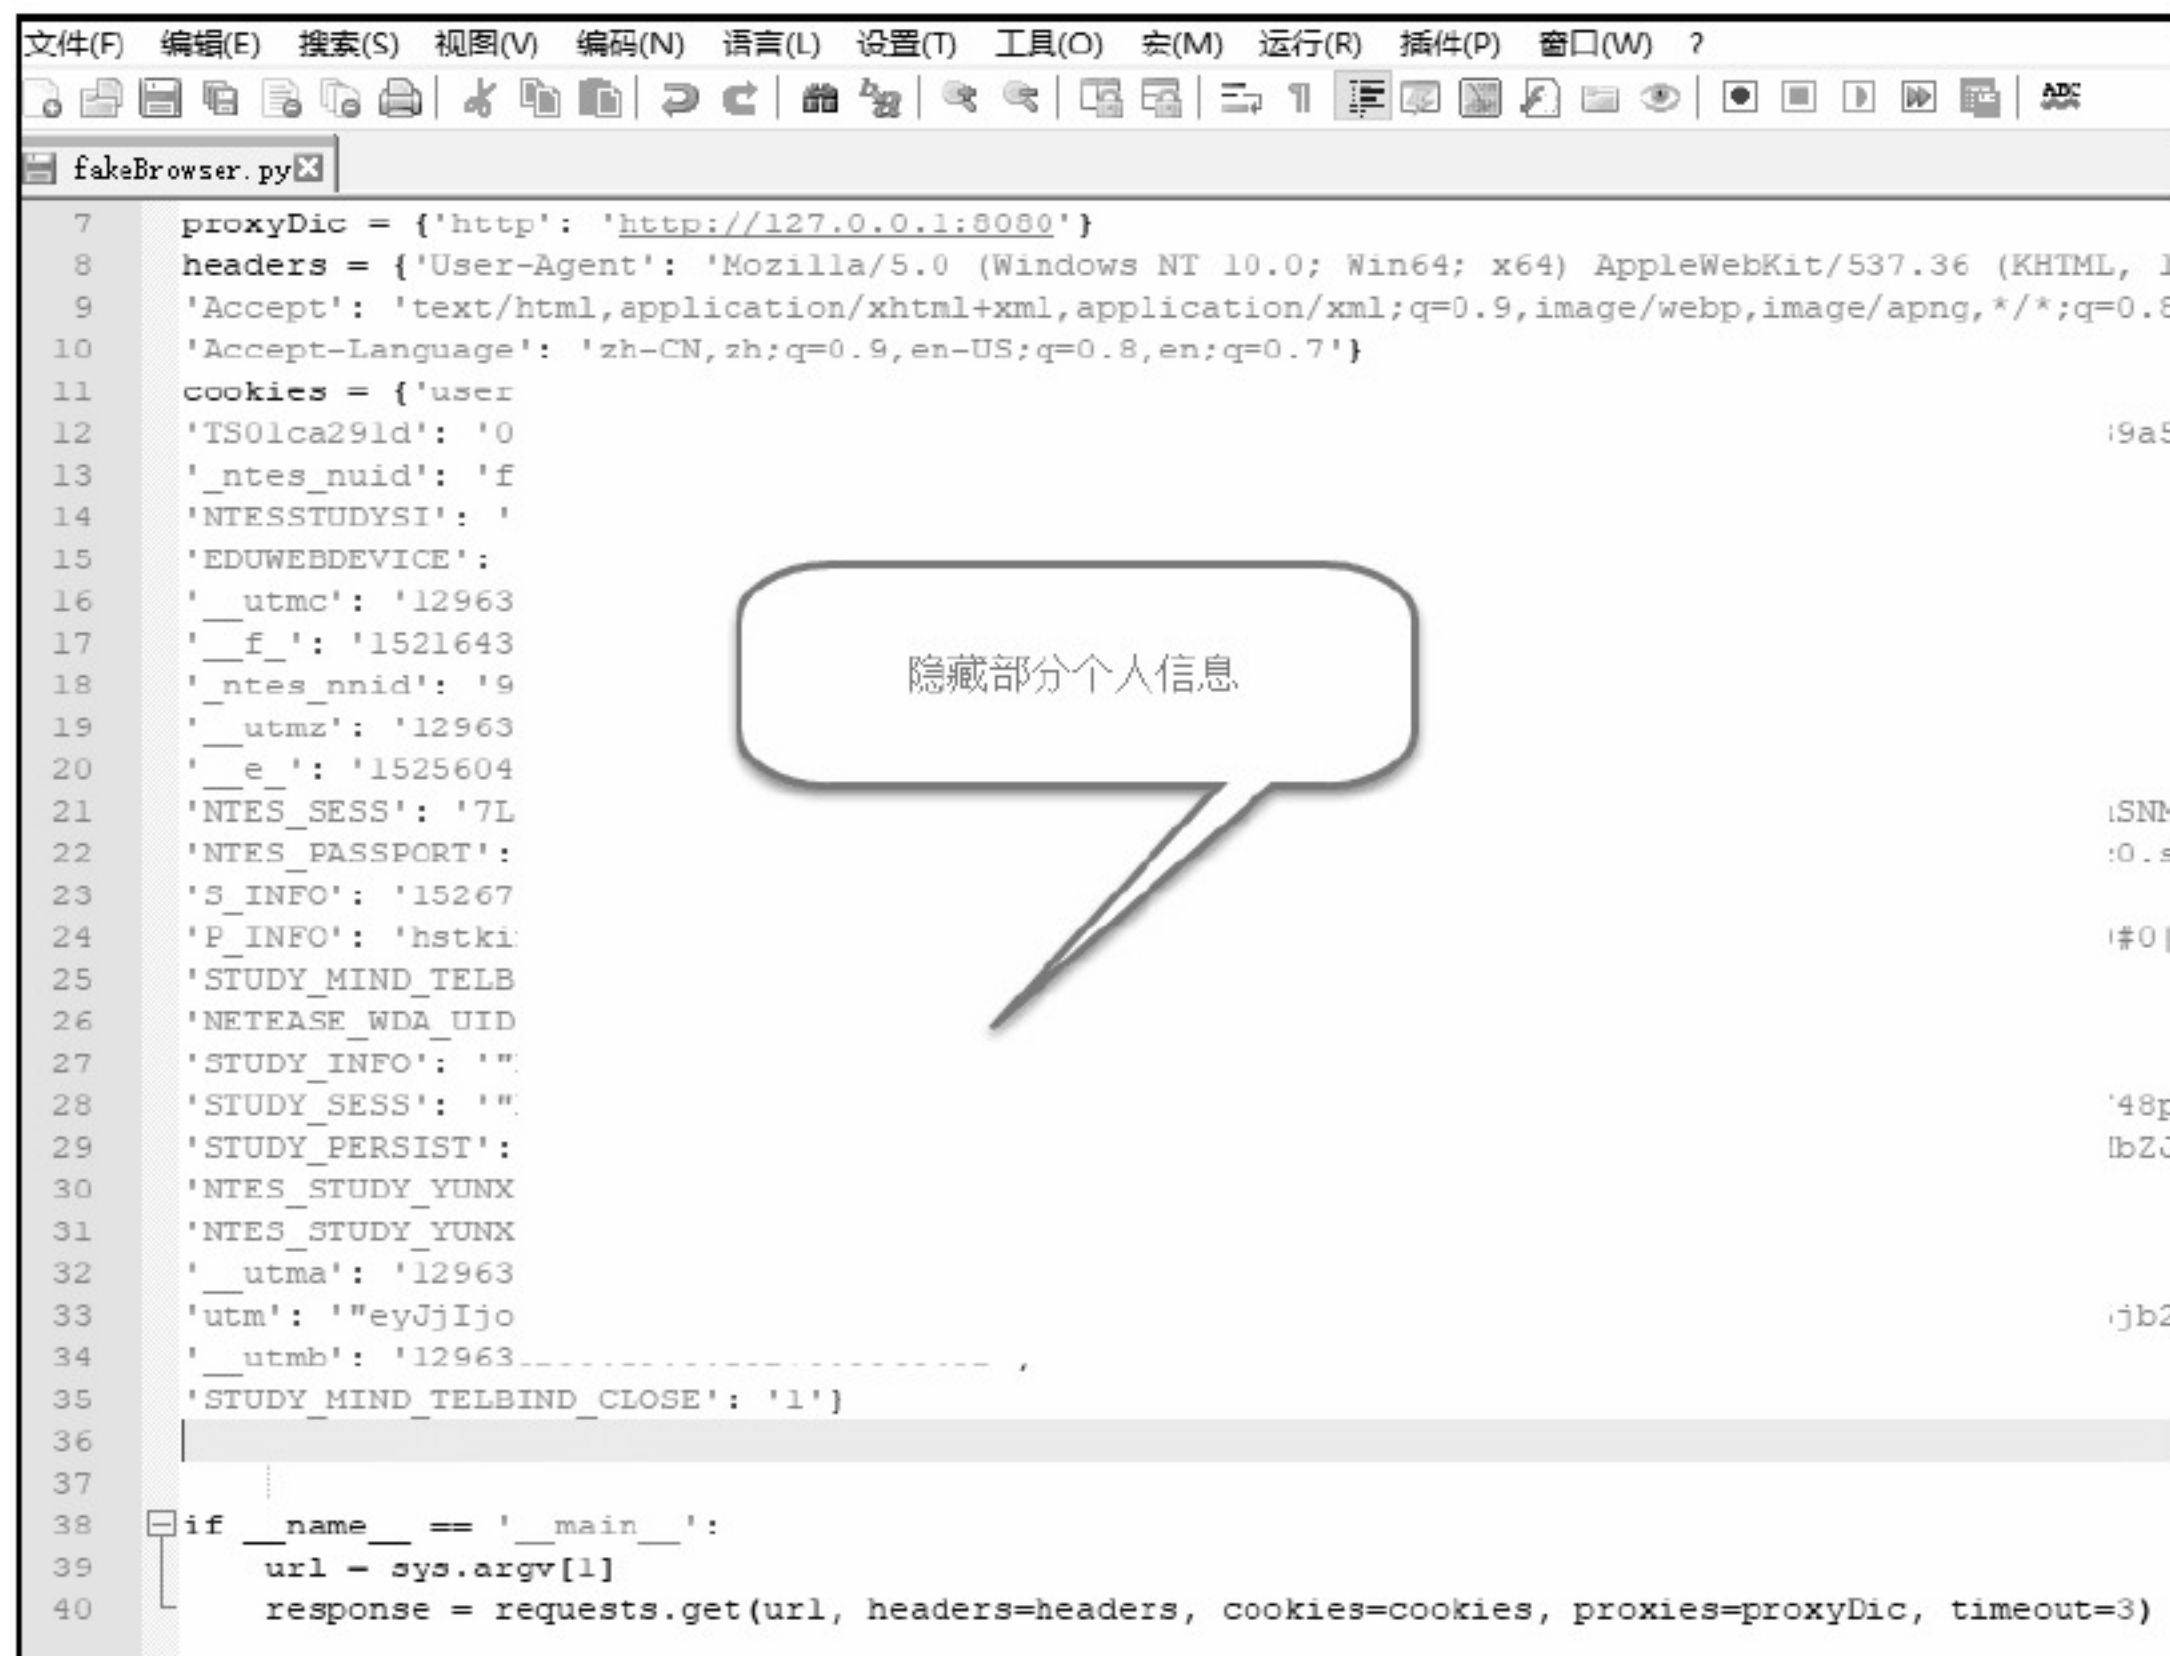 文件(F) 编辑(E) 搜索(S) 视图(V) 编码(N) 语言(L) 设置(T) 工具(O) 宏(M) 运行(R) 插件(P) 窗口(W) ?
ABC
fakeBrowser.py
7 proxyDic = {'http': 'http://127.0.0.1:8080'}
8 headers = {'User-Agent': 'Mozilla/5.0 (Windows NT 10.0; Win64; x64) AppleWebKit/537.36 (KHTML,
9 'Accept': 'text/html,application/xhtml+xml,application/xml;q=0.9,image/webp,image/apng,*/*;q=0.8
10 'Accept-Language': 'zh-CN,zh;q=0.9,en-US;q=0.8,en;q=0.7'}
11 cookies = {'user
12 'TS01ca291d': '0 9a5
13 '_ntes_nuid': 'f
14 'NTESSTUDYSI': '
15 'EDUWEBDEVICE':
16 '__utmc': '12963
17 '__f_': '1521643
18 '_ntes_nnid': '9
19 '__utmz': '12963
20 '__e_': '1525604
21 'NTES_SESS': '7L SNM
22 'NTES_PASSPORT': 0.s
23 'S_INFO': '15267
24 'P_INFO': 'hstki #0|
25 'STUDY_MIND_TELB
26 'NETEASE_WDA_UID
27 'STUDY_INFO': '"
28 'STUDY_SESS': '" 48p
29 'STUDY_PERSIST': bZJ
30 'NTES_STUDY_YUNX
31 'NTES_STUDY_YUNX
32 '__utma': '12963
33 'utm': '"eyJjIjo jb2
34 '__utmb': '12963 ,
35 'STUDY_MIND_TELBIND_CLOSE': '1'}
36
37
38 if __name__ == '__main__':
39 url = sys.argv[1]
40 response = requests.get(url, headers=headers, cookies=cookies, proxies=proxyDic, timeout=3)
隐藏部分个人信息